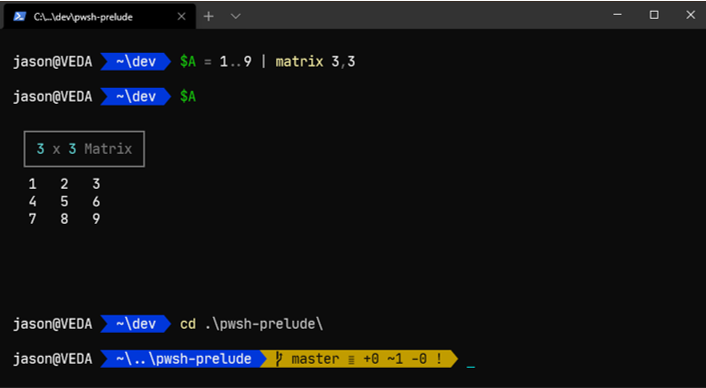 C:\...\dev\pwsh-prelude
jason@VEDA ~\dev $A = 1..9 | matrix 3,3
jason@VEDA ~\dev $A
3 x 3 Matrix
1 2 3
4 5 6
7 8 9
jason@VEDA ~\dev cd .\pwsh-prelude\
jason@VEDA ~\..\pwsh-prelude master ≡ +0 ~1 -0 ! _